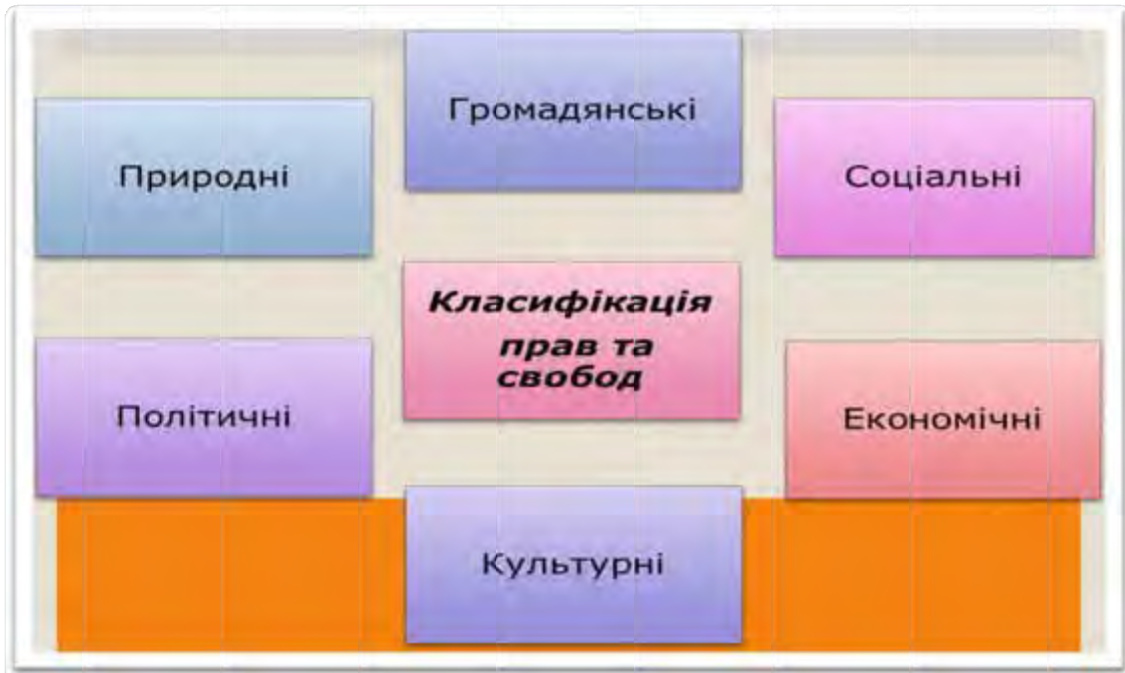 Громадянські
Природні
Соціальні
Класифікація
прав та
свобод
Політичні
Економічні
Культурні